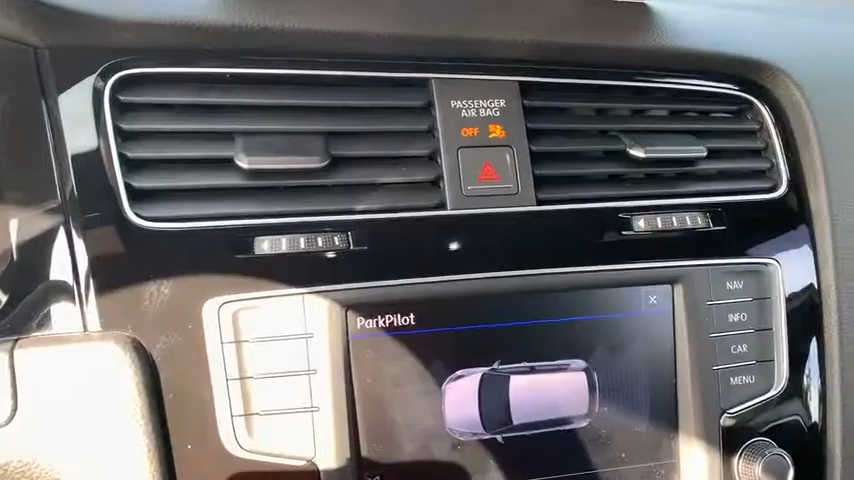 PASSENGER
AIR BAG
OFF
ParkPilot
NAV
INFO
CAR
MENU